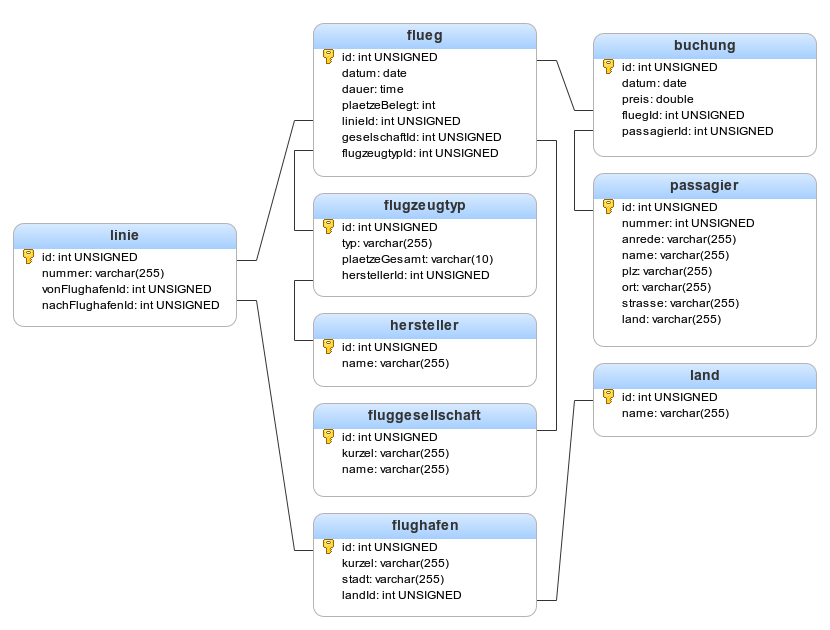 linie
id: int UNSIGNED
nummer: varchar(255)
vonFlughafenId: int UNSIGNED
nachFlughafenId: int UNSIGNED
flueg
id: int UNSIGNED
datum: date
dauer: time
plaetzeBelegt: int
linieId: int UNSIGNED
geselschaftId: int UNSIGNED
flugzeugtypId: int UNSIGNED
flugzeugtyp
id: int UNSIGNED
typ: varchar(255)
plaetzeGesamt: varchar(10)
herstellerId: int UNSIGNED
hersteller
id: int UNSIGNED
name: varchar(255)
fluggesellschaft
id: int UNSIGNED
kurzel: varchar(255)
name: varchar(255)
flughafen
id: int UNSIGNED
kurzel: varchar(255)
stadt: varchar(255)
landId: int UNSIGNED
buchung
id: int UNSIGNED
datum: date
preis: double
fluegId: int UNSIGNED
passagierId: int UNSIGNED
passagier
id: int UNSIGNED
nummer: int UNSIGNED
anrede: varchar(255)
name: varchar(255)
plz: varchar(255)
ort: varchar(255)
strasse: varchar(255)
land: varchar(255)
land
id: int UNSIGNED
name: varchar(255)